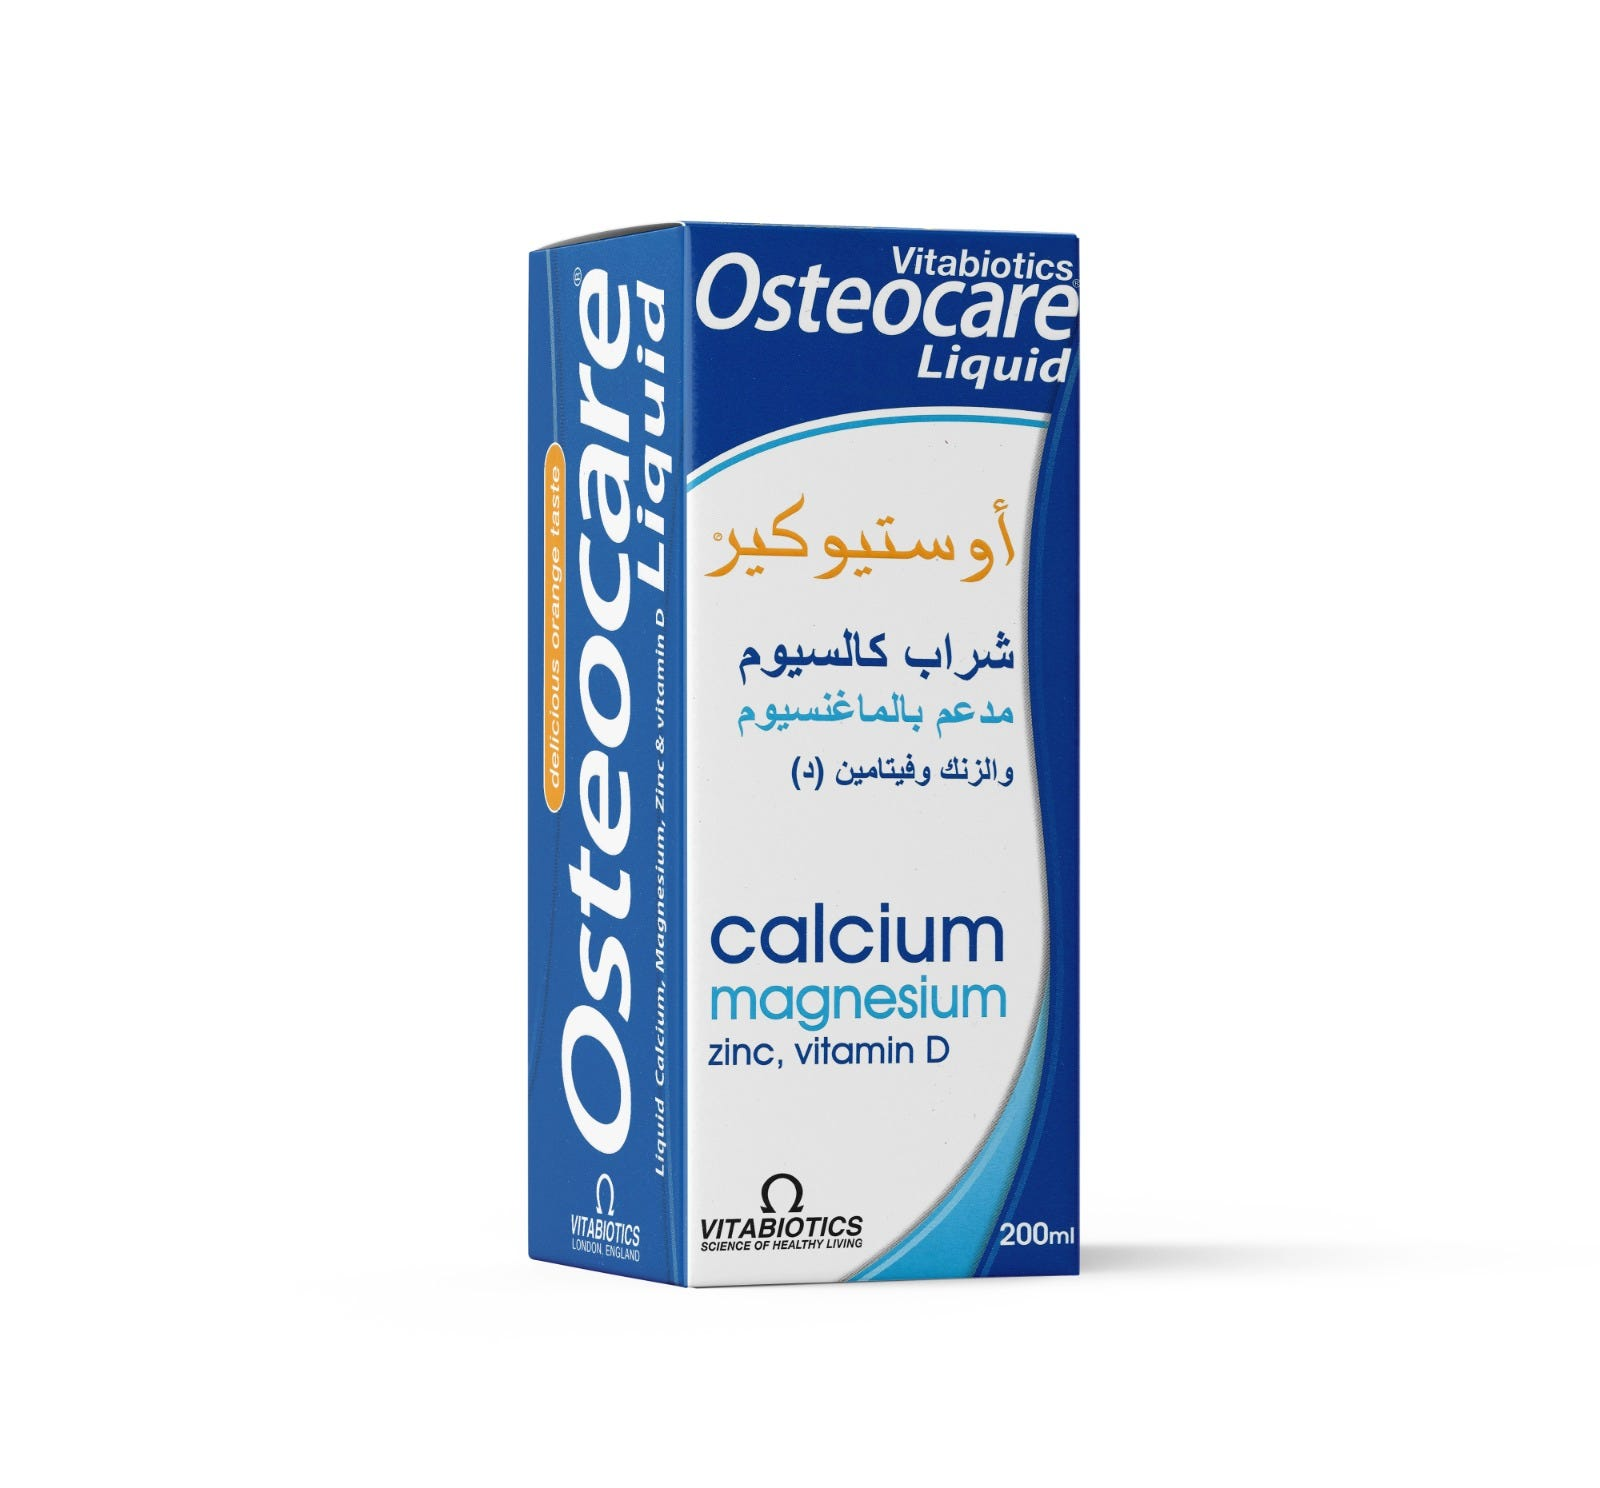 Vitabiotics
Osteocare®
Liquid
أوستيوكير®
شراب كالسيوم
مدعم بالماغنسيوم
والزنك وفيتامين (د)
calcium
magnesium
zinc, vitamin D
VITABIOTICS
SCIENCE OF HEALTHY LIVING
200ml
delicious orange taste
Osteocare®
Liquid
Liquid Calcium, Magnesium, Zinc & vitamin D
VITABIOTICS
LONDON, ENGLAND